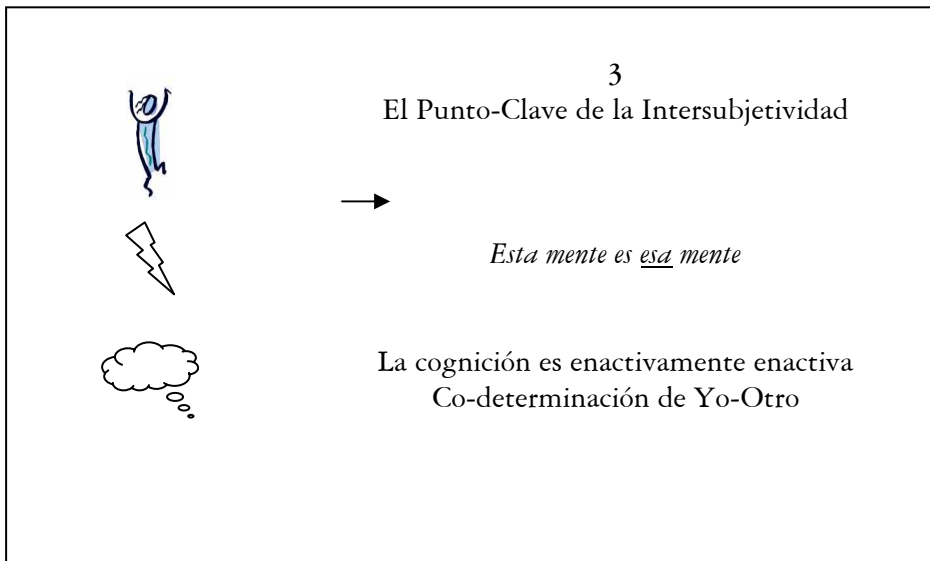 3
El Punto-Clave de la Intersubjetividad
Esta mente es esa mente
La cognición es enactivamente enactiva
Co-determinación de Yo-Otro